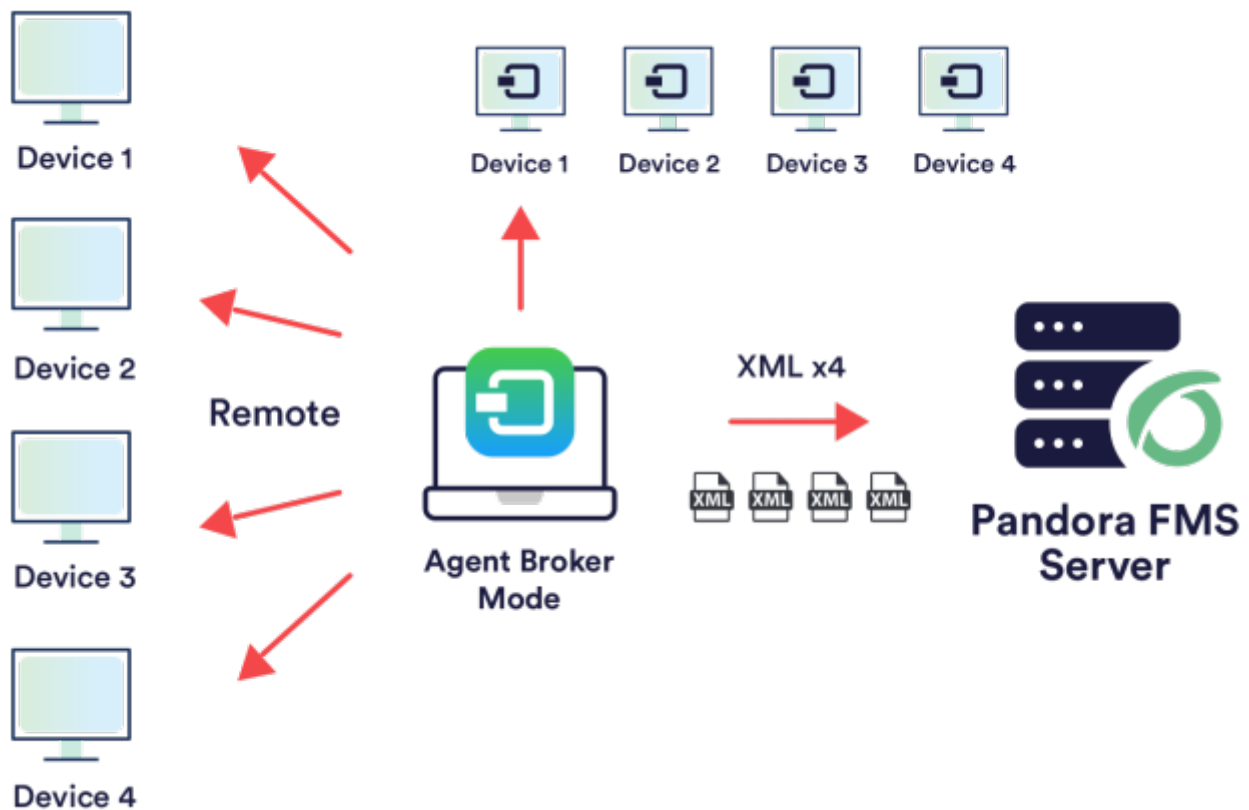 Device 1
Device 2
Device 3
Device 4
Remote
Device 1
Device 2
Device 3
Device 4
Agent Broker
Mode
XML x4
XML
XML
XML
XML
Pandora FMS
Server